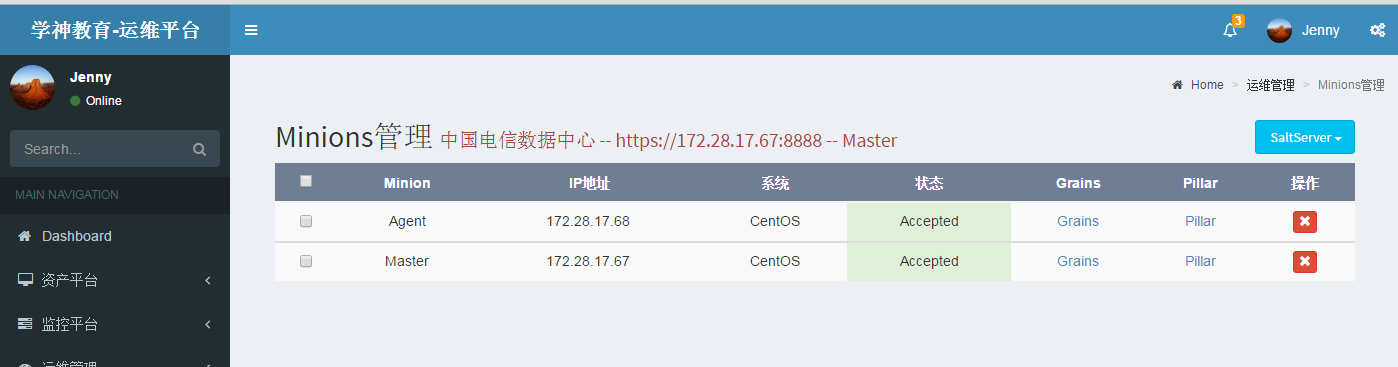 学神教育-运维平台
3
Jenny
Jenny
Online
Search...
MAIN NAVIGATION
Dashboard
资产平台
监控平台
运维管理
Home > 运维管理 > Minions管理
Minions管理 中国电信数据中心 -- https://172.28.17.67:8888 -- Master
SaltServer
Minion IP地址 系统 状态 Grains Pillar 操作
Agent 172.28.17.68 CentOS Accepted Grains Pillar
Master 172.28.17.67 CentOS Accepted Grains Pillar